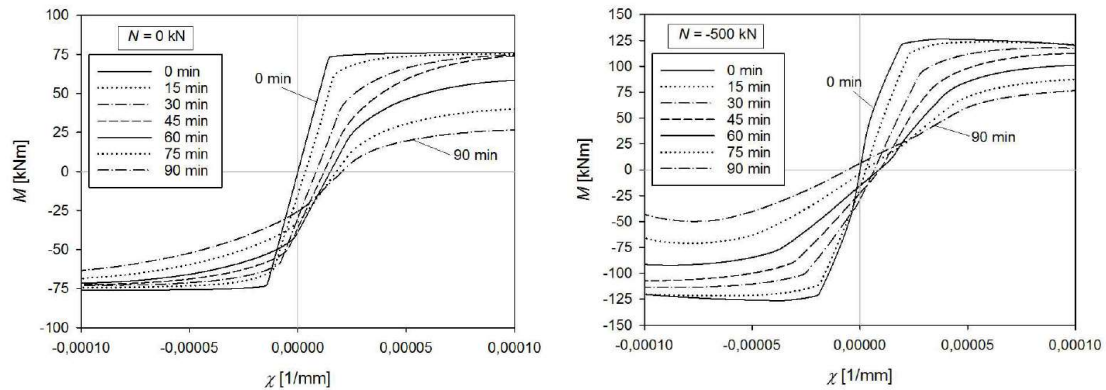 N = 0 kN
0 min
15 min
30 min
45 min
60 min
75 min
90 min
0 min
90 min
M [kNm]
100
75
50
25
0
-25
-50
-75
-100
-0,00010
-0,00005
0,00000
0,00005
0,00010
χ [1/mm]
N = -500 kN
0 min
15 min
30 min
45 min
60 min
75 min
90 min
0 min
90 min
M [kNm]
150
125
100
75
50
25
0
-25
-50
-75
-100
-125
-150
-0,00010
-0,00005
0,00000
0,00005
0,00010
χ [1/mm]